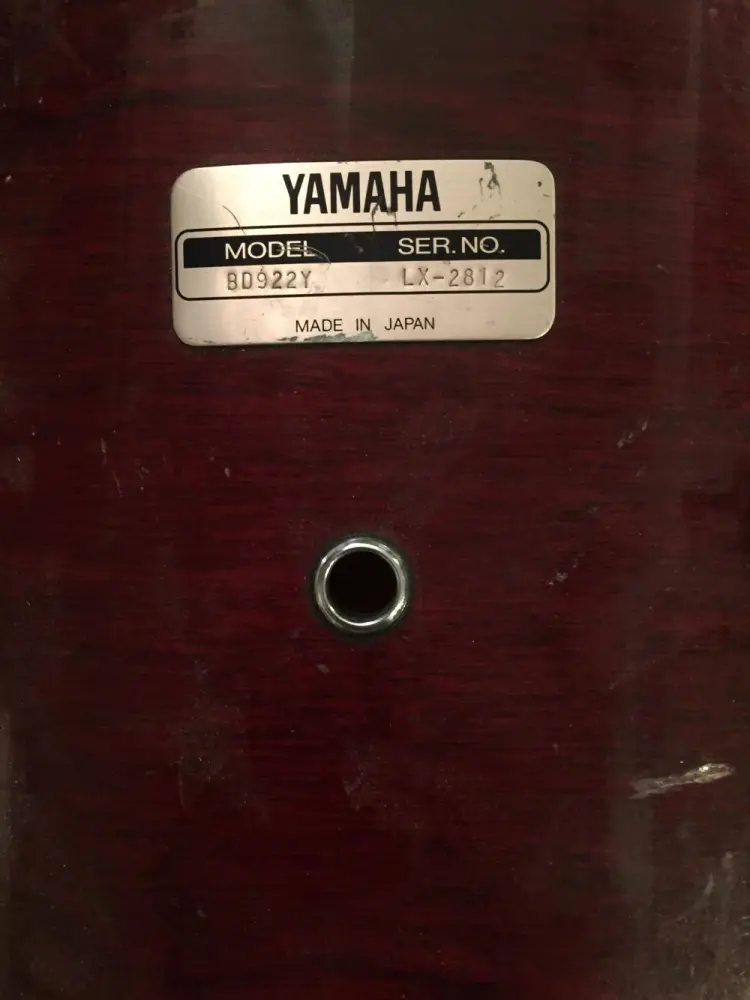 YAMAHA
MODEL SER. NO.
BD922Y LX-2812
MADE IN JAPAN